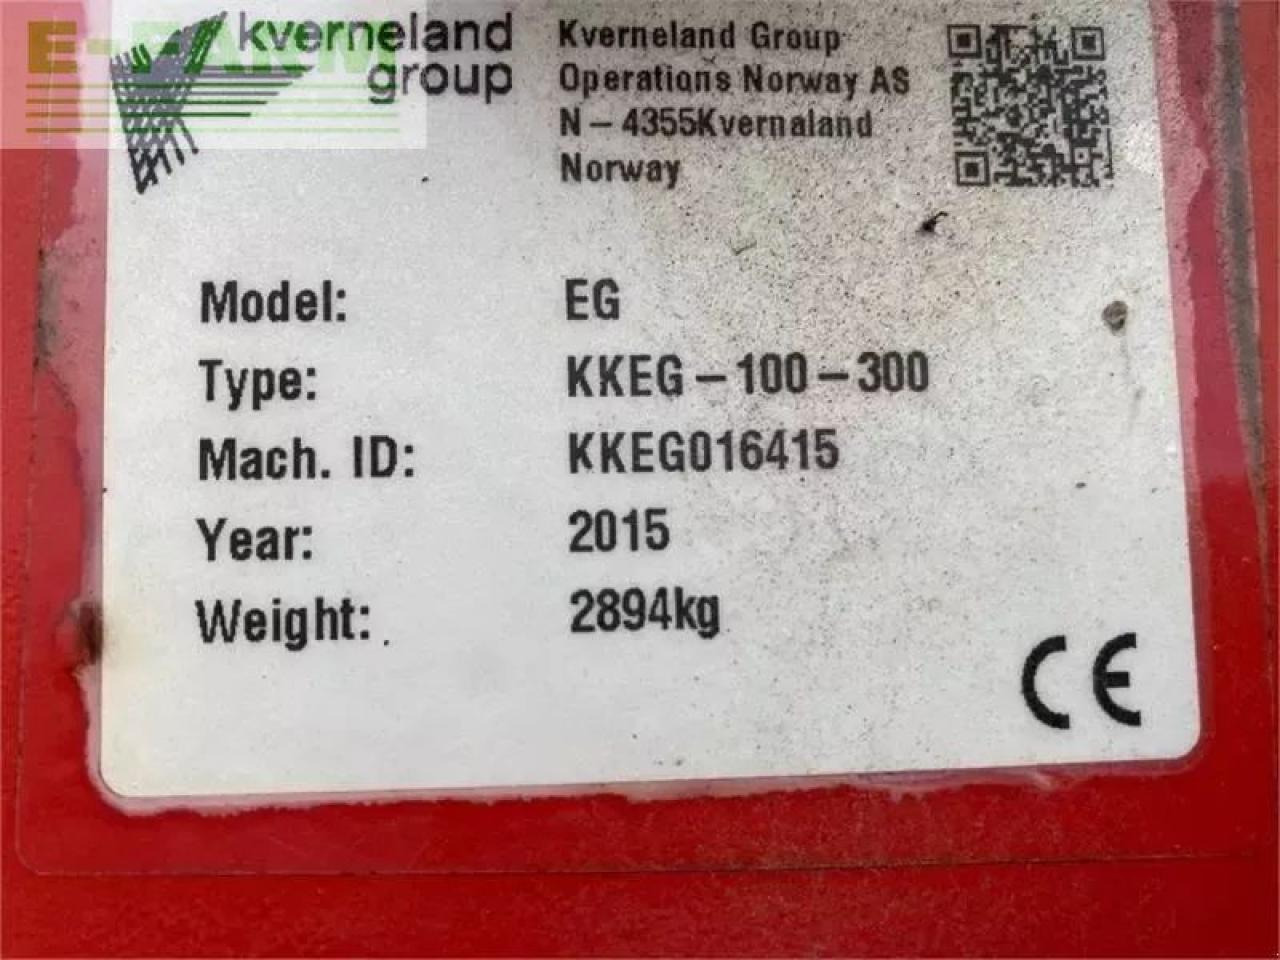 E-FARM
kverneland
group
Kverneland Group
Operations Norway AS
N – 4355Kvernaland
Norway
Model: EG
Type: KKEG – 100 – 300
Mach. ID: KKEG016415
Year: 2015
Weight: 2894kg
CE